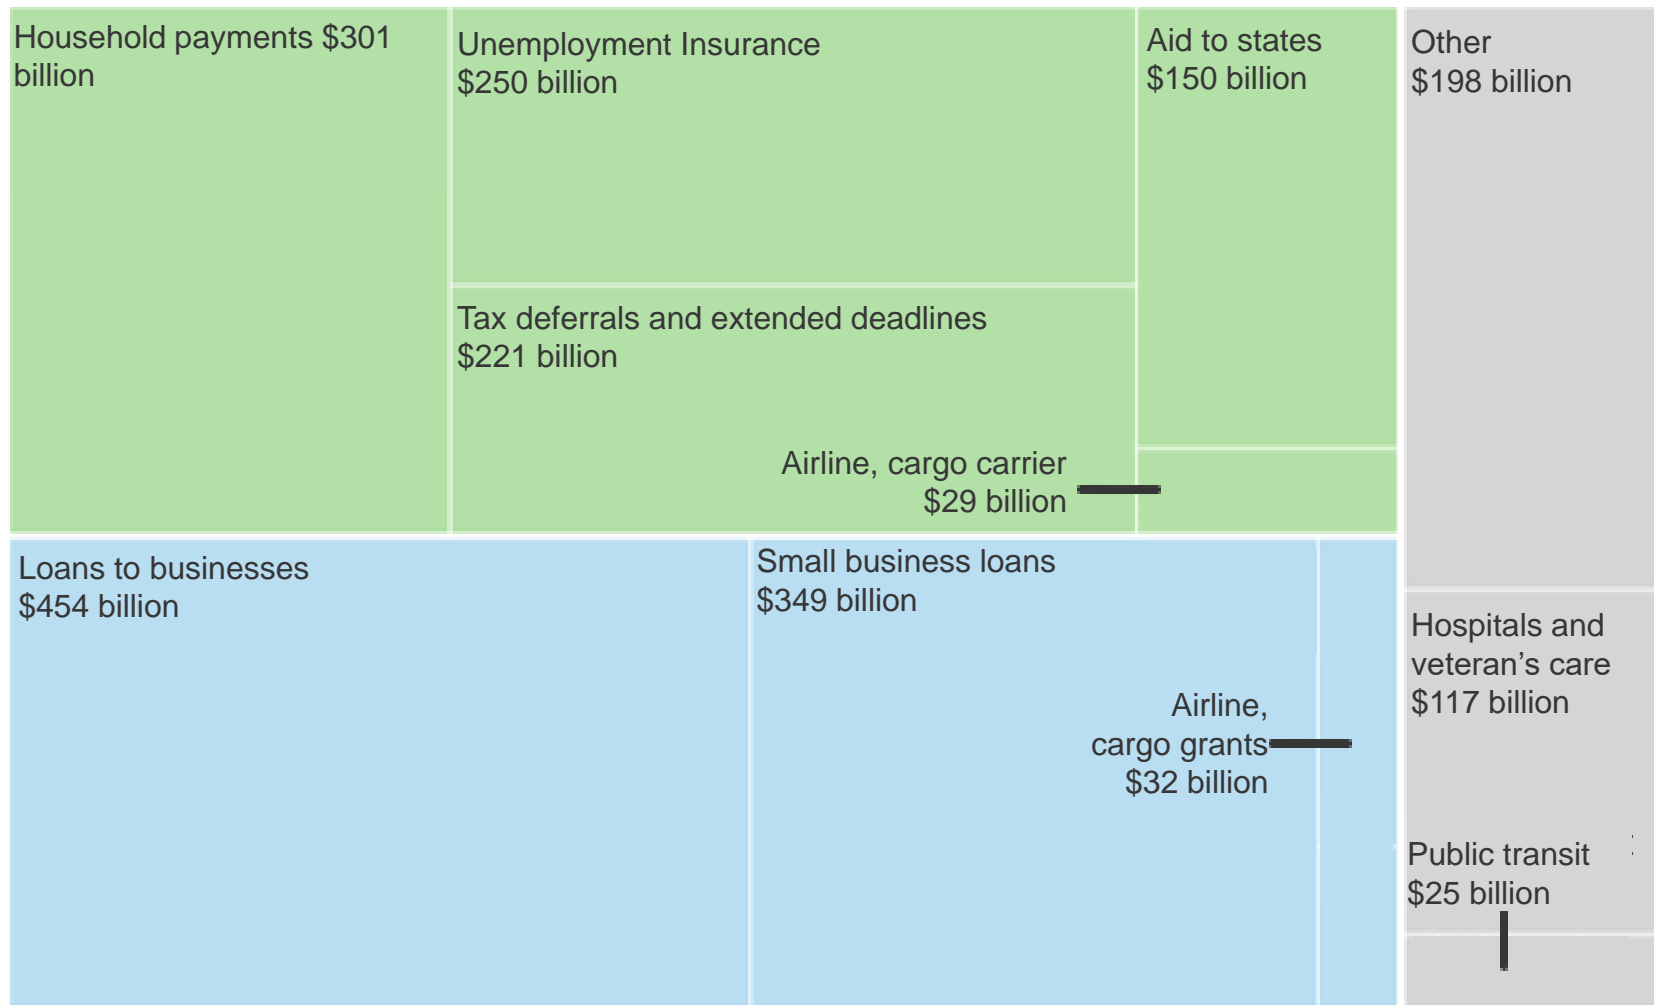 Household payments $301
billion
Unemployment Insurance
$250 billion
Aid to states
$150 billion
Other
$198 billion
Tax deferrals and extended deadlines
$221 billion
Airline, cargo carrier
$29 billion
Loans to businesses
$454 billion
Small business loans
$349 billion
Airline,
cargo grants
$32 billion
Hospitals and
veteran’s care
$117 billion
Public transit
$25 billion